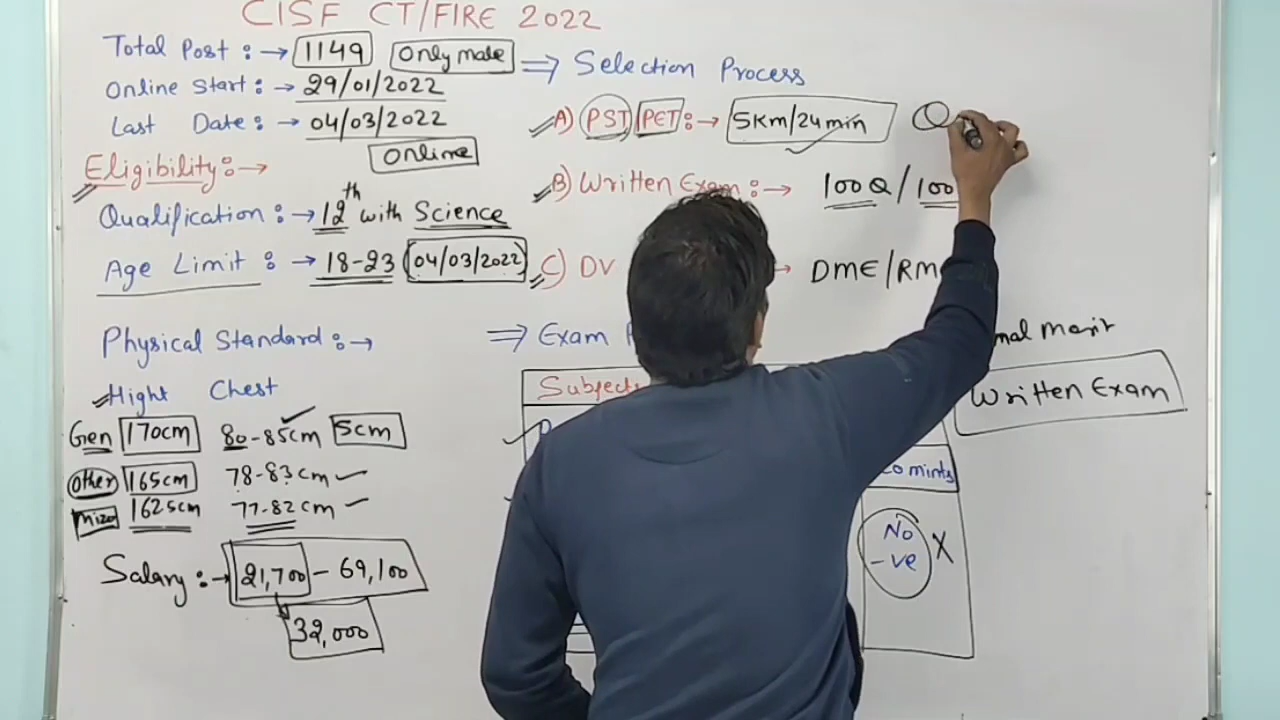 CISF CT/FIRE 2022
Total Post :→ 1149 Only male
Online Start :→ 29/01/2022
Last Date :→ 04/03/2022
Online
Eligibility :→
Qualification :→ 12th with Science
Age Limit :→ 18-23 04/03/2022
Physical Standard :→
Hight Chest
Gen 170cm 80-85cm 5cm
Other 165cm 78-83cm
Mizo 162.5cm 77-82cm
Salary :→ 21,700 - 69,100
32,000
⇒ Selection Process
A) PST PET :→ 5Km/24min
B) Written Exam :→ 100 Q / 100
C) DV → DME/RM
⇒ Exam
Merit
Written Exam
Subjects
mints
No
-ve X